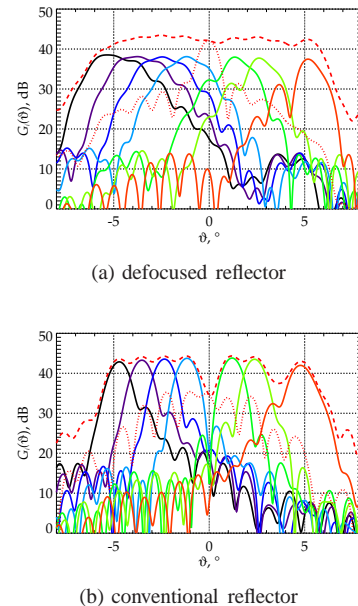 50
40
30
20
10
0
G(ϑ), dB
-5 0 5
ϑ, °
(a) defocused reflector
50
40
30
20
10
0
G(ϑ), dB
-5 0 5
ϑ, °
(b) conventional reflector